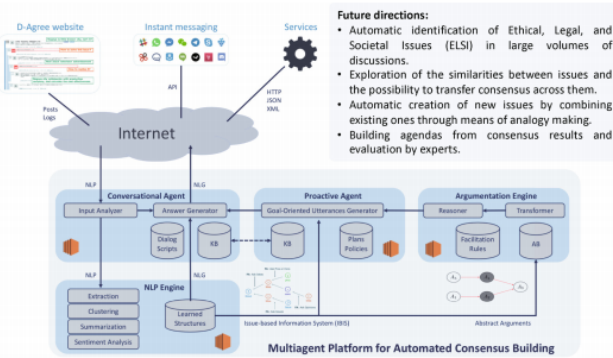 D-Agree website
Instant messaging
Services
Future directions:
• Automatic identification of Ethical, Legal, and
Societal Issues (ELSI) in large volumes of
discussions.
• Exploration of the similarities between issues and
the possibility to transfer consensus across them.
• Automatic creation of new issues by combining
existing ones through means of analogy making.
• Building agendas from consensus results and
evaluation by experts.
Posts
Logs
API
HTTP
JSON
XML
Internet
NLP
NLG
Conversational Agent
Proactive Agent
Argumentation Engine
Input Analyzer
Answer Generator
Goal-Oriented Utterances Generator
Reasoner
Transformer
Dialog
Scripts
KB
KB
Plans
Policies
Facilitation
Rules
AB
NLP
NLG
NLP Engine
Extraction
Clustering
Summarization
Sentiment Analysis
Learned
Structures
Issue-based Information System (IBIS)
Abstract Arguments
Multiagent Platform for Automated Consensus Building